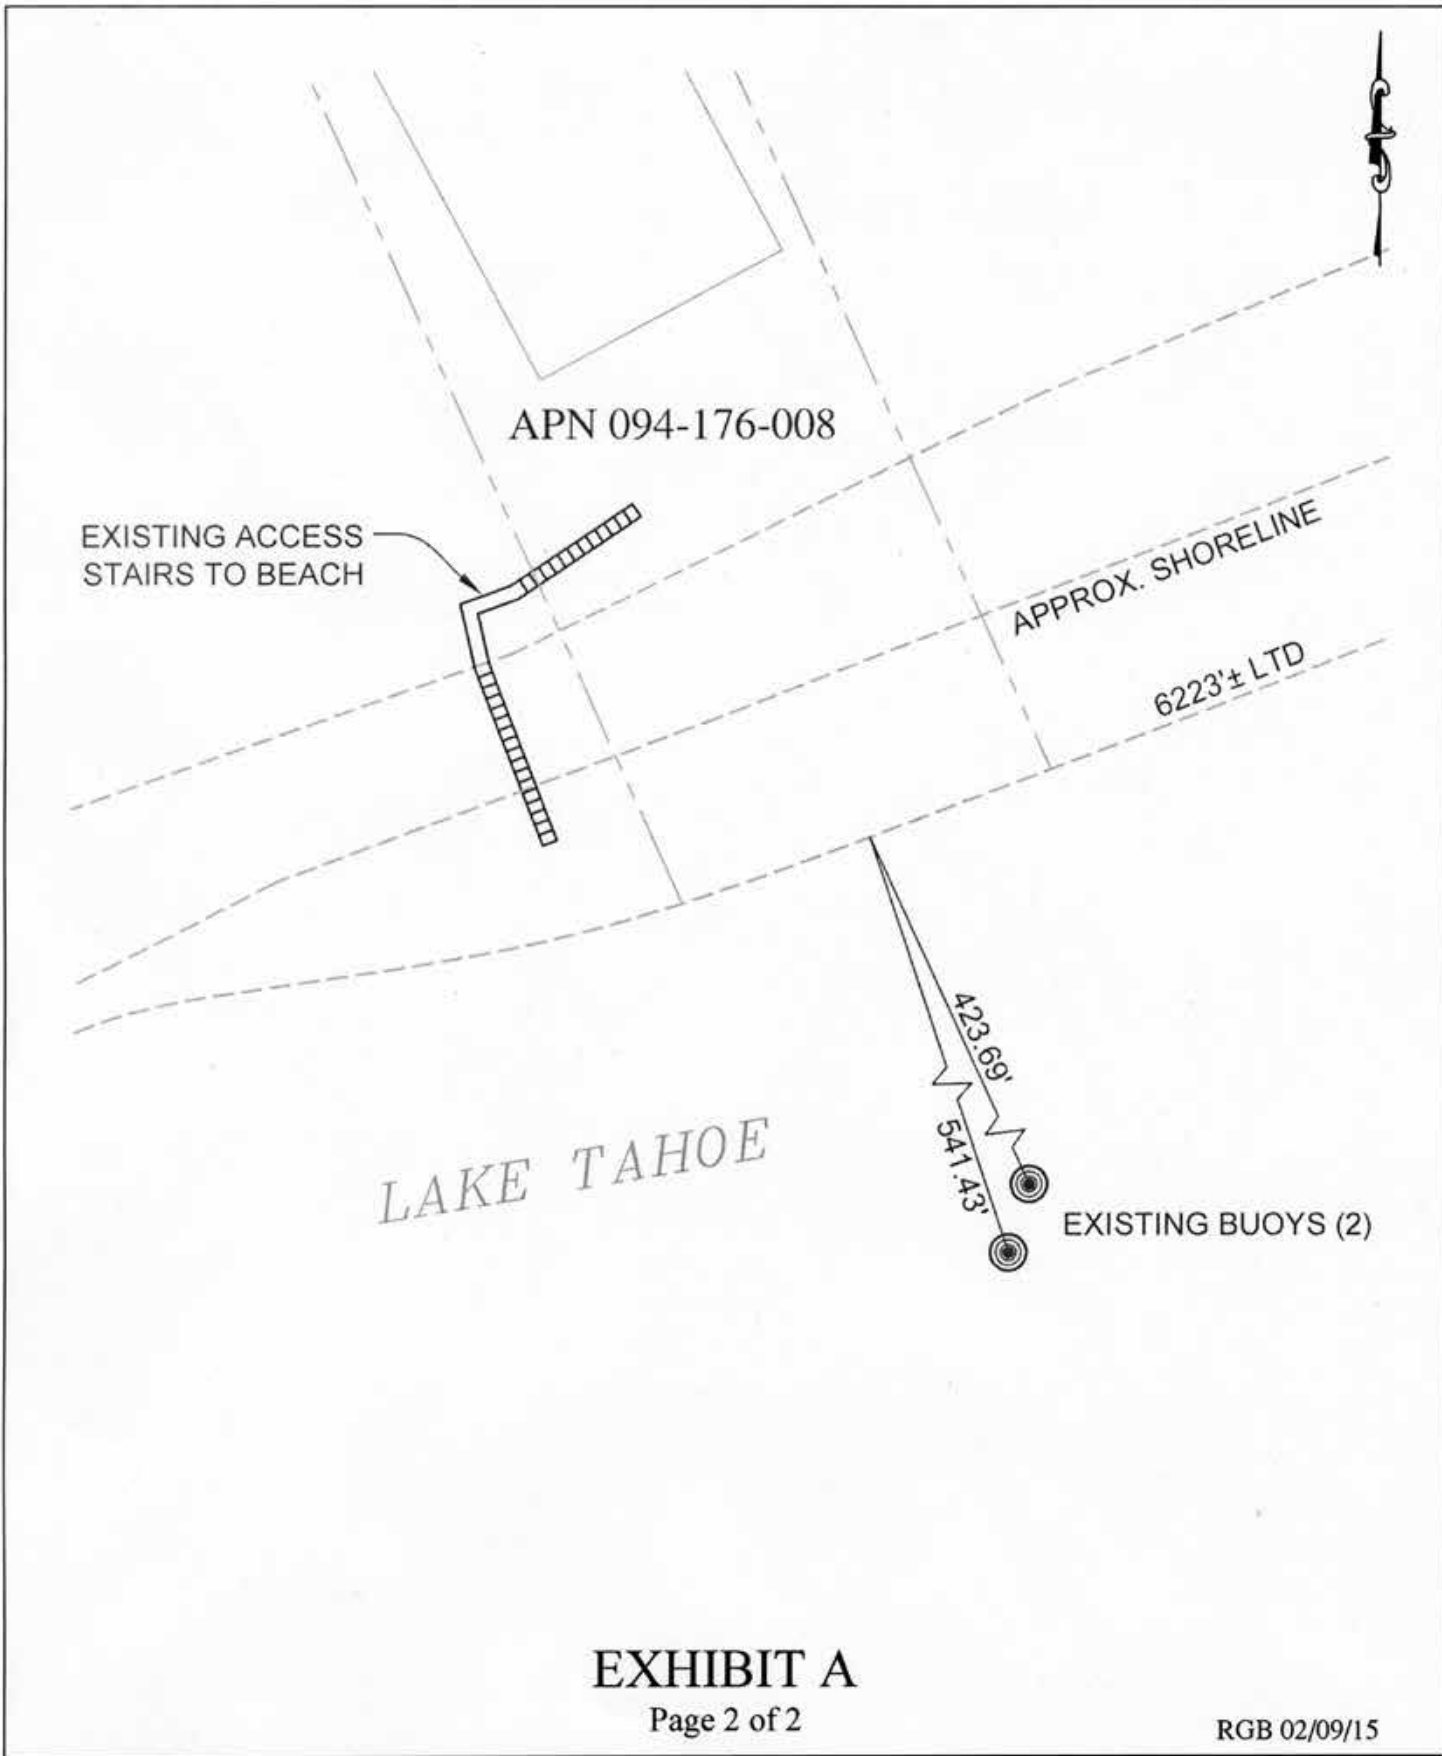 APN 094-176-008
EXISTING ACCESS
STAIRS TO BEACH
APPROX. SHORELINE
6223'± LTD
423.69'
541.43'
LAKE TAHOE
EXISTING BUOYS (2)
EXHIBIT A
Page 2 of 2
RGB 02/09/15